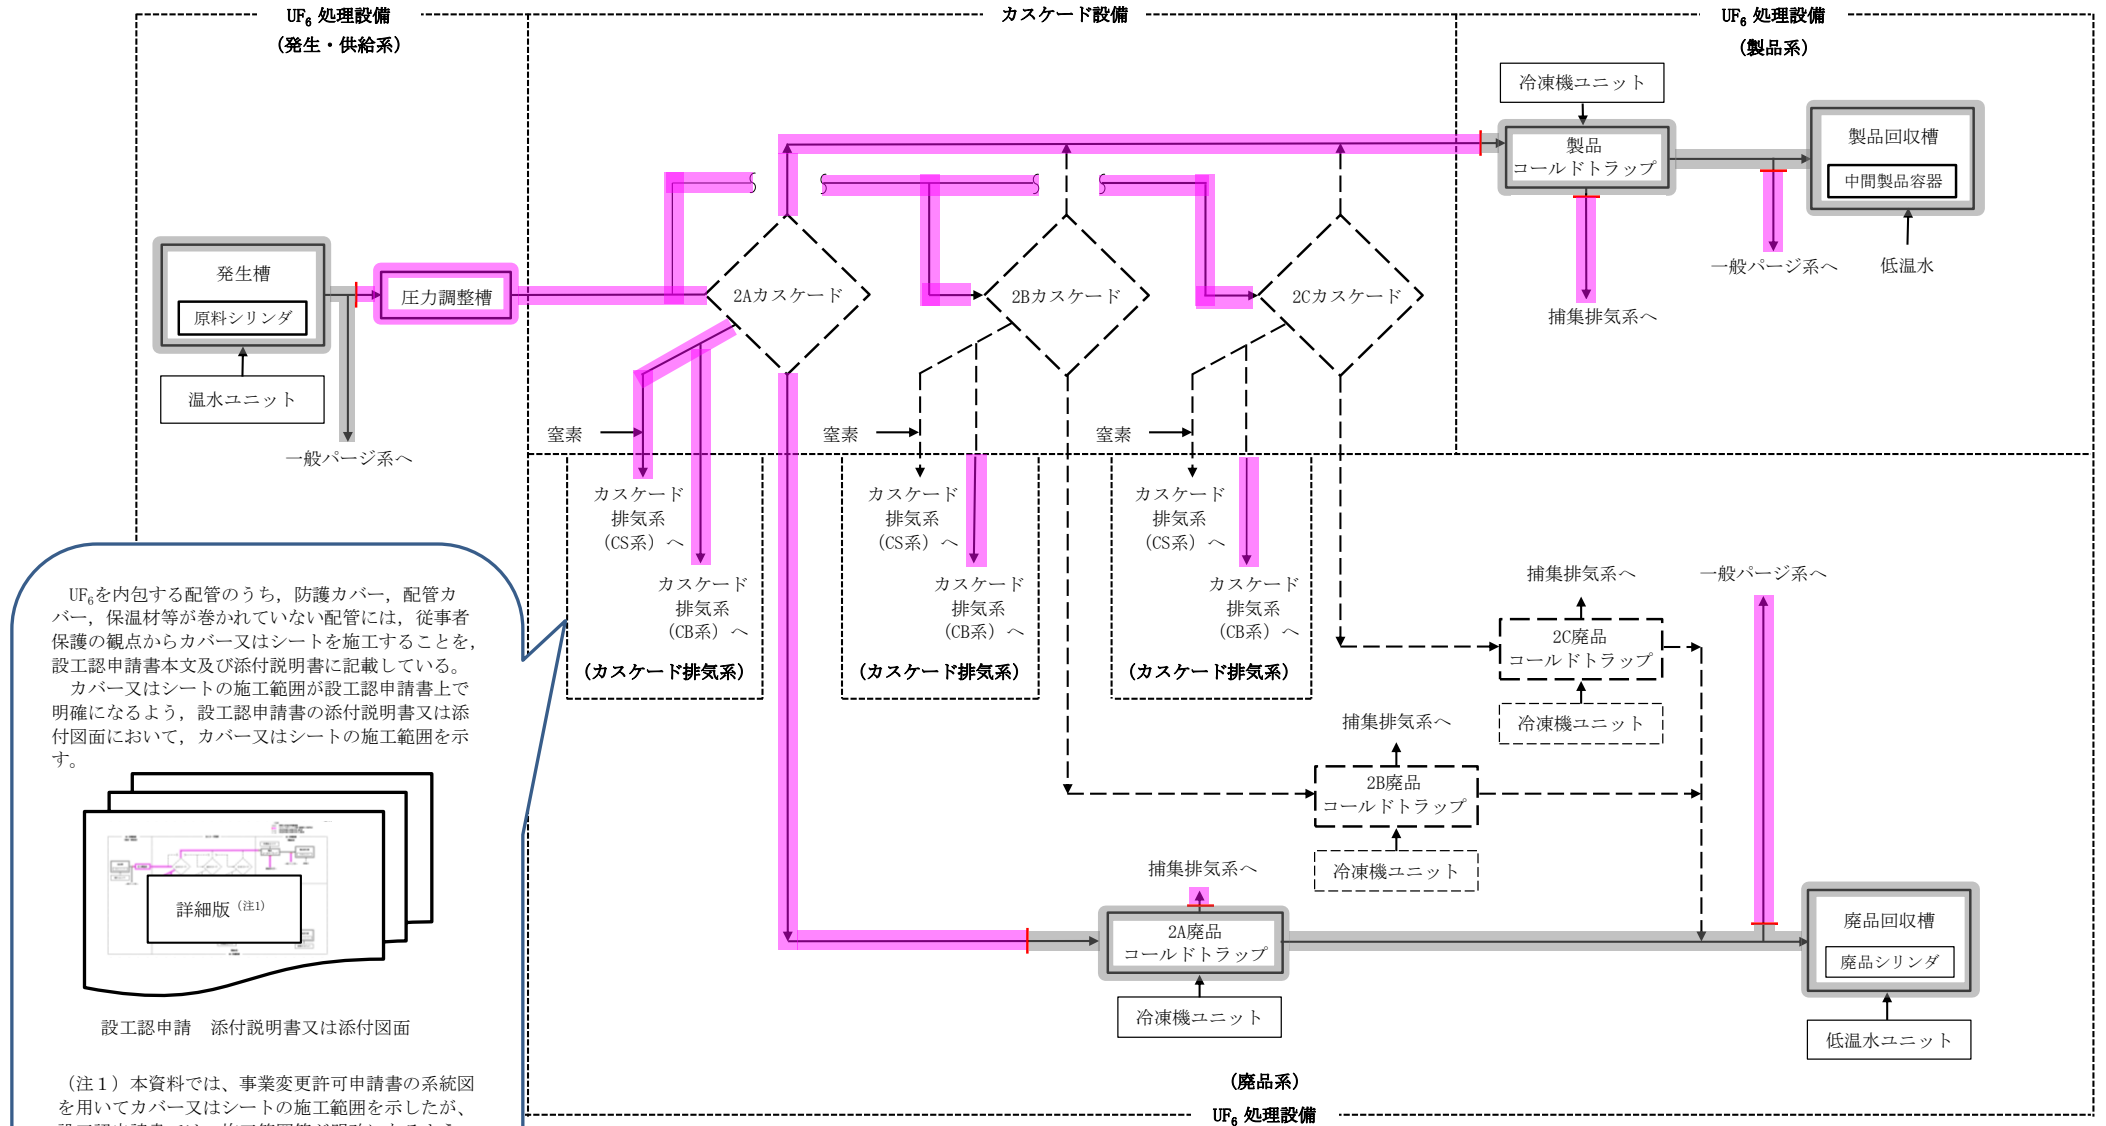 UF6 処理設備
(発生・供給系)
カスケード設備
UF6 処理設備
(製品系)
冷凍機ユニット
製品
コールドトラップ
製品回収槽
中間製品容器
一般パージ系へ
低温水
捕集排気系へ
発生槽
原料シリンダ
温水ユニット
圧力調整槽
一般パージ系へ
2Aカスケード
2Bカスケード
2Cカスケード
窒素
窒素
窒素
カスケード
排気系
(CS系)へ
カスケード
排気系
(CB系)へ
(カスケード排気系)
カスケード
排気系
(CS系)へ
カスケード
排気系
(CB系)へ
(カスケード排気系)
カスケード
排気系
(CS系)へ
カスケード
排気系
(CB系)へ
(カスケード排気系)
捕集排気系へ
一般パージ系へ
2C廃品
コールドトラップ
冷凍機ユニット
捕集排気系へ
2B廃品
コールドトラップ
冷凍機ユニット
捕集排気系へ
2A廃品
コールドトラップ
冷凍機ユニット
廃品回収槽
廃品シリンダ
低温水ユニット
(廃品系)
UF6 処理設備
UF6を内包する配管のうち，防護カバー，配管カ
バー，保温材等が巻かれていない配管には，従事者
保護の観点からカバー又はシートを施工することを，
設工認申請書本文及び添付説明書に記載している。
カバー又はシートの施工範囲が設工認申請書上で
明確になるよう，設工認申請書の添付説明書又は添
付図面において，カバー又はシートの施工範囲を示
す。
詳細版(注1)
設工認申請　添付説明書又は添付図面
(注１) 本資料では、事業変更許可申請書の系統図
を用いてカバー又はシートの施工範囲を示したが、